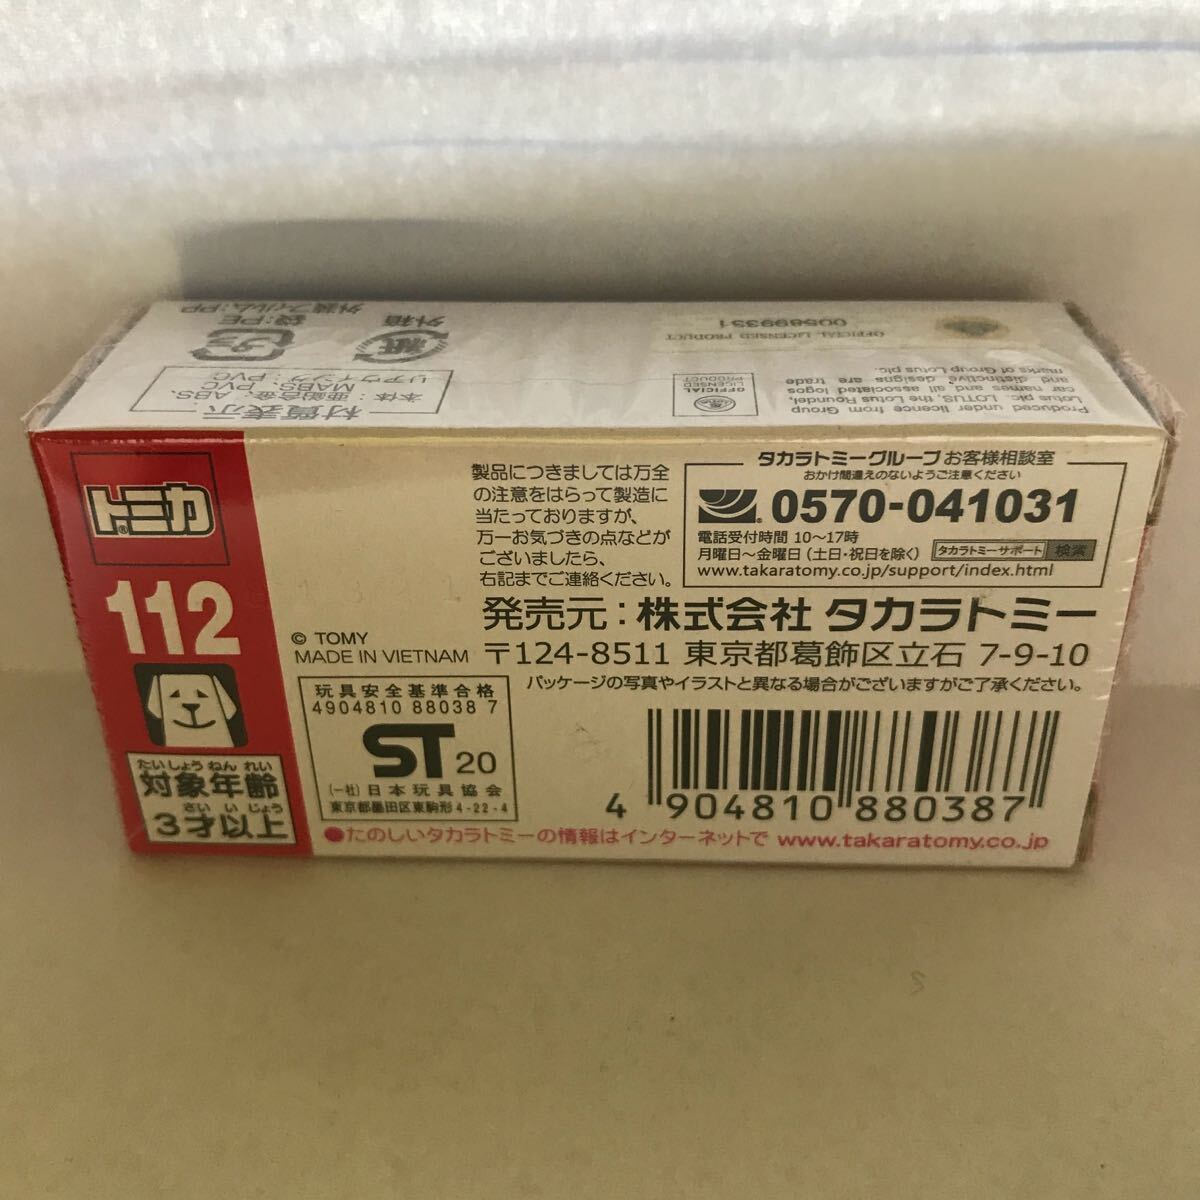 外装フィルム:PP
袋:PE
外箱
紙
プラ
材質表示
本体：亜鉛合金、ABS、
MABS、PVC
リアウイング：PVC
OFFICIAL LICENSED PRODUCT
005899331
OFFICIAL
LICENSED
PRODUCT
Produced under licence from Group
Lotus plc. LOTUS, the Lotus Roundel,
car names and all associated logos
and distinctive designs are trade
marks of Group Lotus plc.
トミカ®
112
たいしょうねんれい
対象年齢
さいいじょう
3才以上
製品につきましては万全
の注意をはらって製造に
当たっておりますが、
万一お気づきの点などが
ございましたら、
右記までご連絡ください。
タカラトミーグループお客様相談室
おかけ間違えのないようご注意ください
0570-041031
電話受付時間 10〜17時
月曜日〜金曜日（土日・祝日を除く） タカラトミーサポート 検索
www.takaratomy.co.jp/support/index.html
発売元：株式会社タカラトミー
© TOMY
MADE IN VIETNAM
〒124-8511 東京都葛飾区立石 7-9-10
パッケージの写真やイラストと異なる場合がございますがご了承ください。
玩具安全基準合格
4904810 88038 7
ST 20
(一社)日本玩具協会
東京都墨田区東駒形4-22-4
4 904810 880387
●たのしいタカラトミーの情報はインターネットで www.takaratomy.co.jp